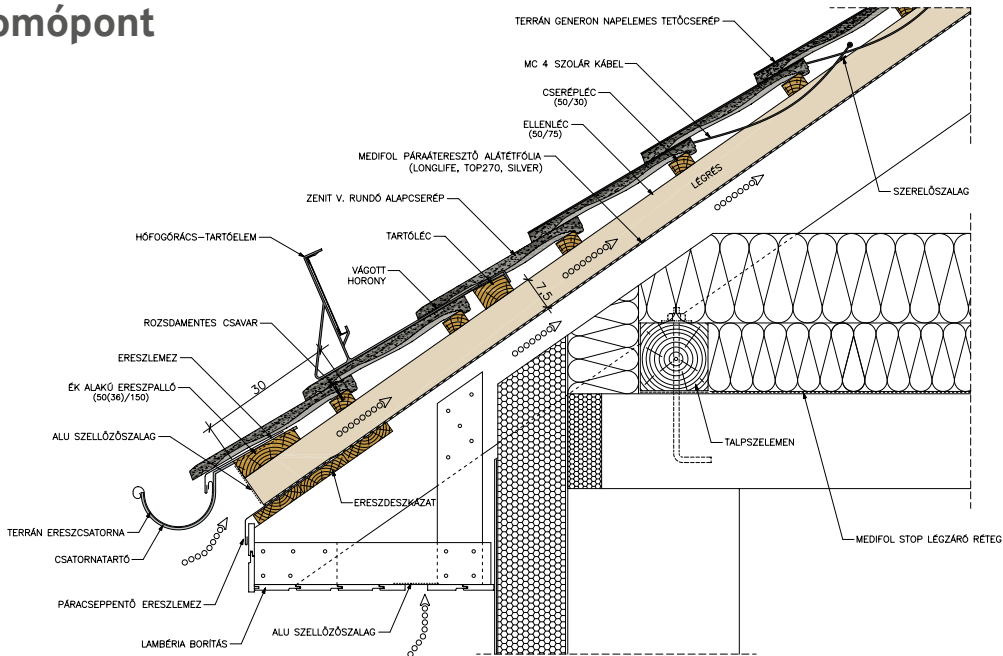 omópont
TERRÁN GENERON NAPELEMES TETŐCSERÉP
MC 4 SZOLÁR KÁBEL
CSERÉPLÉC
(50/30)
ELLENLÉC
(50/75)
MEDIFOL PÁRAÁTERESZTŐ ALÁTÉTFÓLIA
(LONGLIFE, TOP270, SILVER)
LÉGRÉS
SZERELŐSZALAG
ZENIT V. RUNDÓ ALAPCSERÉP
TARTÓLÉC
HÓFOGÓRÁCS-TARTÓELEM
VÁGOTT
HORONY
7,5
ROZSDAMENTES CSAVAR
ERESZLEMEZ
30
ÉK ALAKÚ ERESZPALLÓ
(50(36)/150)
ALU SZELLŐZŐSZALAG
TALPSZELEMEN
ERESZDESZKÁZAT
TERRÁN ERESZCSATORNA
MEDIFOL STOP LÉGZÁRÓ RÉTEG
CSATORNATARTÓ
PÁRACSEPPENTŐ ERESZLEMEZ
ALU SZELLŐZŐSZALAG
LAMBÉRIA BORÍTÁS